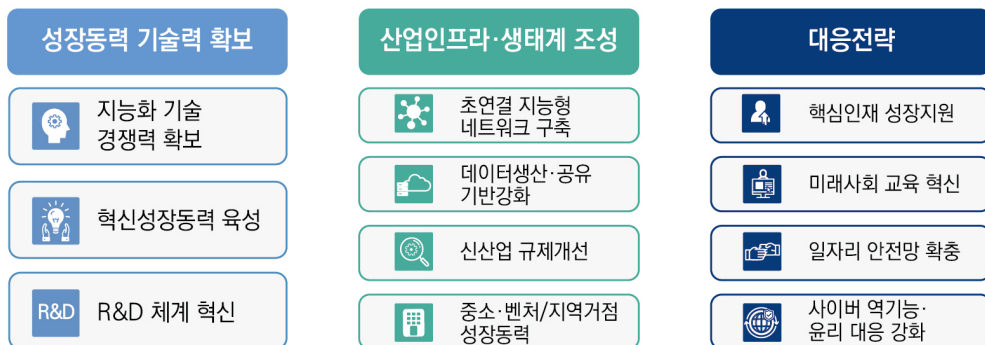 성장동력 기술력 확보
지능화 기술
경쟁력 확보
혁신성장동력 육성
R&D
R&D 체계 혁신
산업인프라·생태계 조성
초연결 지능형
네트워크 구축
데이터생산·공유
기반강화
신산업 규제개선
중소·벤처/지역거점
성장동력
대응전략
핵심인재 성장지원
미래사회 교육 혁신
일자리 안전망 확충
사이버 역기능·
윤리 대응 강화